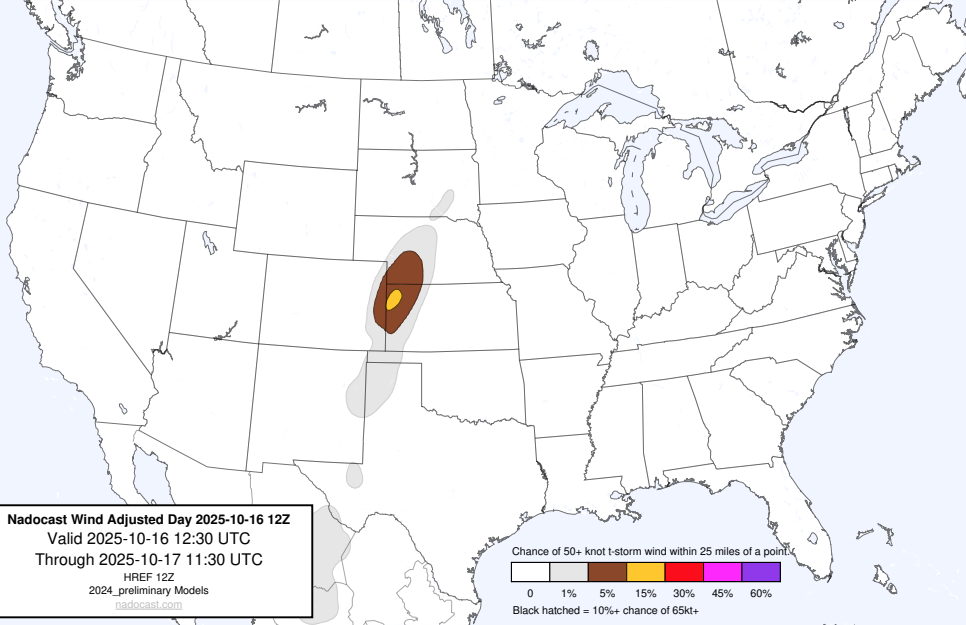 Nadocast Wind Adjusted Day 2025-10-16 12Z
Valid 2025-10-16 12:30 UTC
Through 2025-10-17 11:30 UTC
HREF 12Z
2024_preliminary Models
nadocast.com
Chance of 50+ knot t-storm wind within 25 miles of a point.
0 1% 5% 15% 30% 45% 60%
Black hatched = 10%+ chance of 65kt+